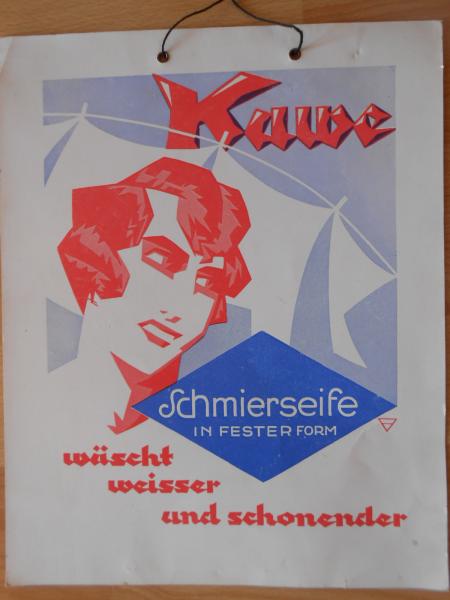 Kawe
Schmierseife
IN FESTER FORM
wäscht
weisser
und schonender